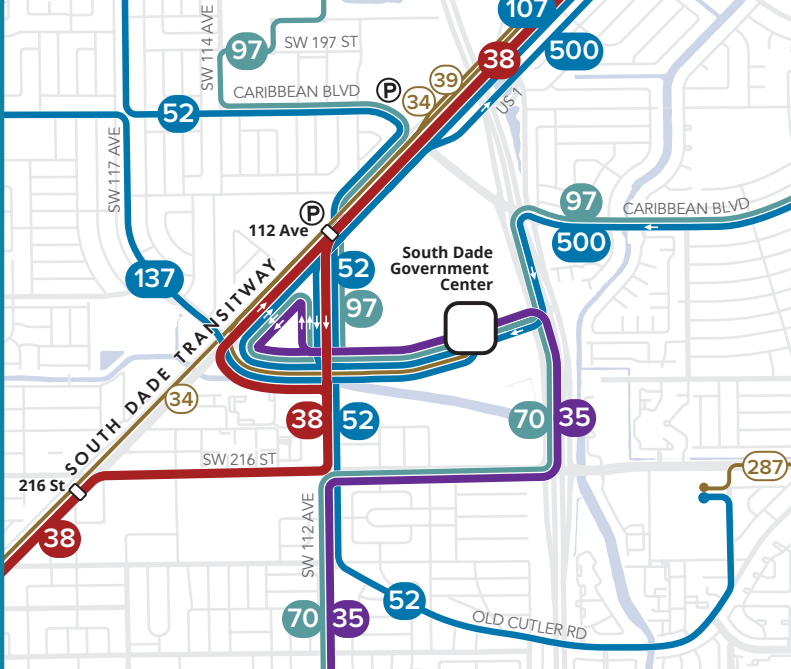 107
SW 114 AVE
97
SW 197 ST
38
500
39
P
34
US 1
CARIBBEAN BLVD
52
SW 117 AVE
97
CARIBBEAN BLVD
500
P
112 Ave
South Dade
Government
Center
52
137
97
SOUTH DADE TRANSITWAY
34
38
52
70
35
SW 216 ST
287
216 St
SW 112 AVE
38
52
70
35
OLD CUTLER RD